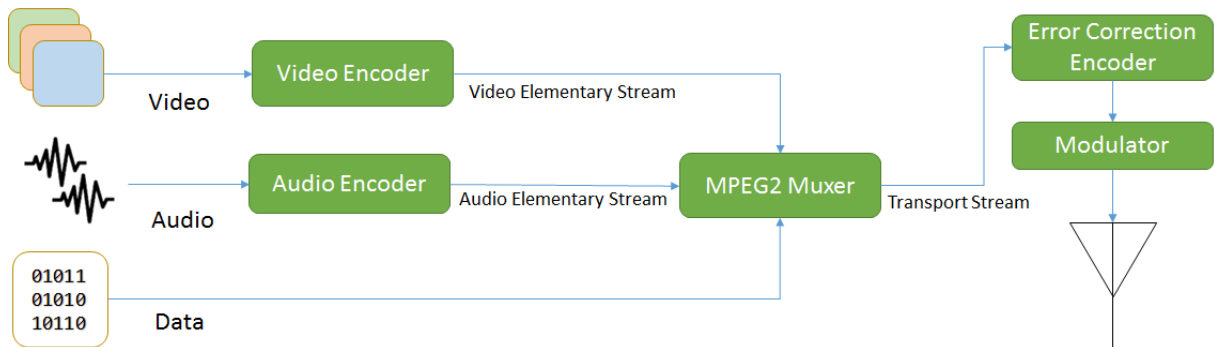 Video
Video Encoder
Video Elementary Stream
Audio
Audio Encoder
Audio Elementary Stream
01011
01010
10110
Data
MPEG2 Muxer
Transport Stream
Error Correction
Encoder
Modulator